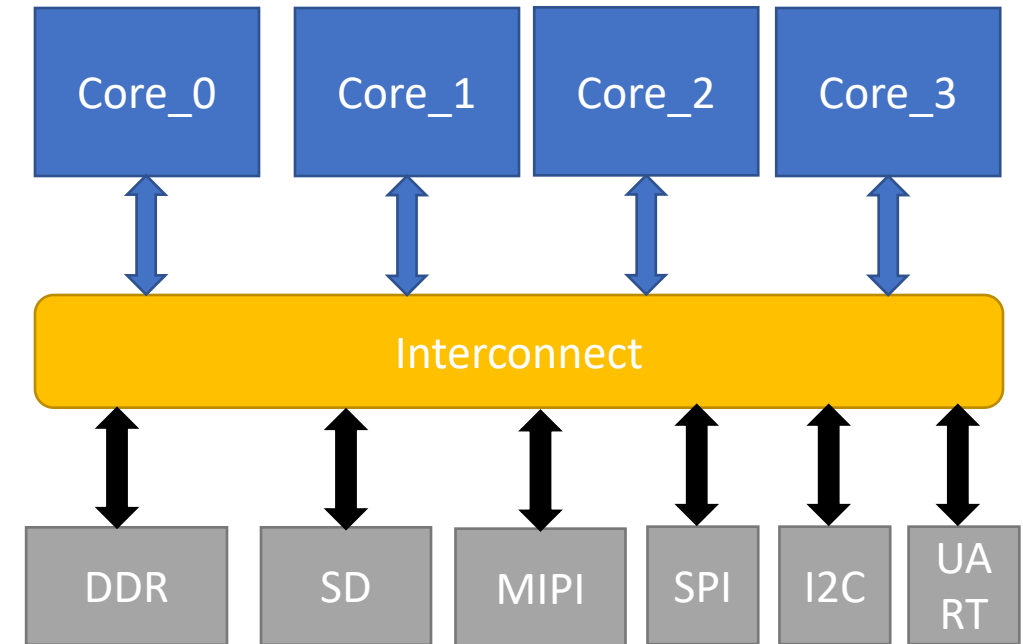 Core_0
Core_1
Core_2
Core_3
Interconnect
DDR
SD
MIPI
SPI
I2C
UA
RT